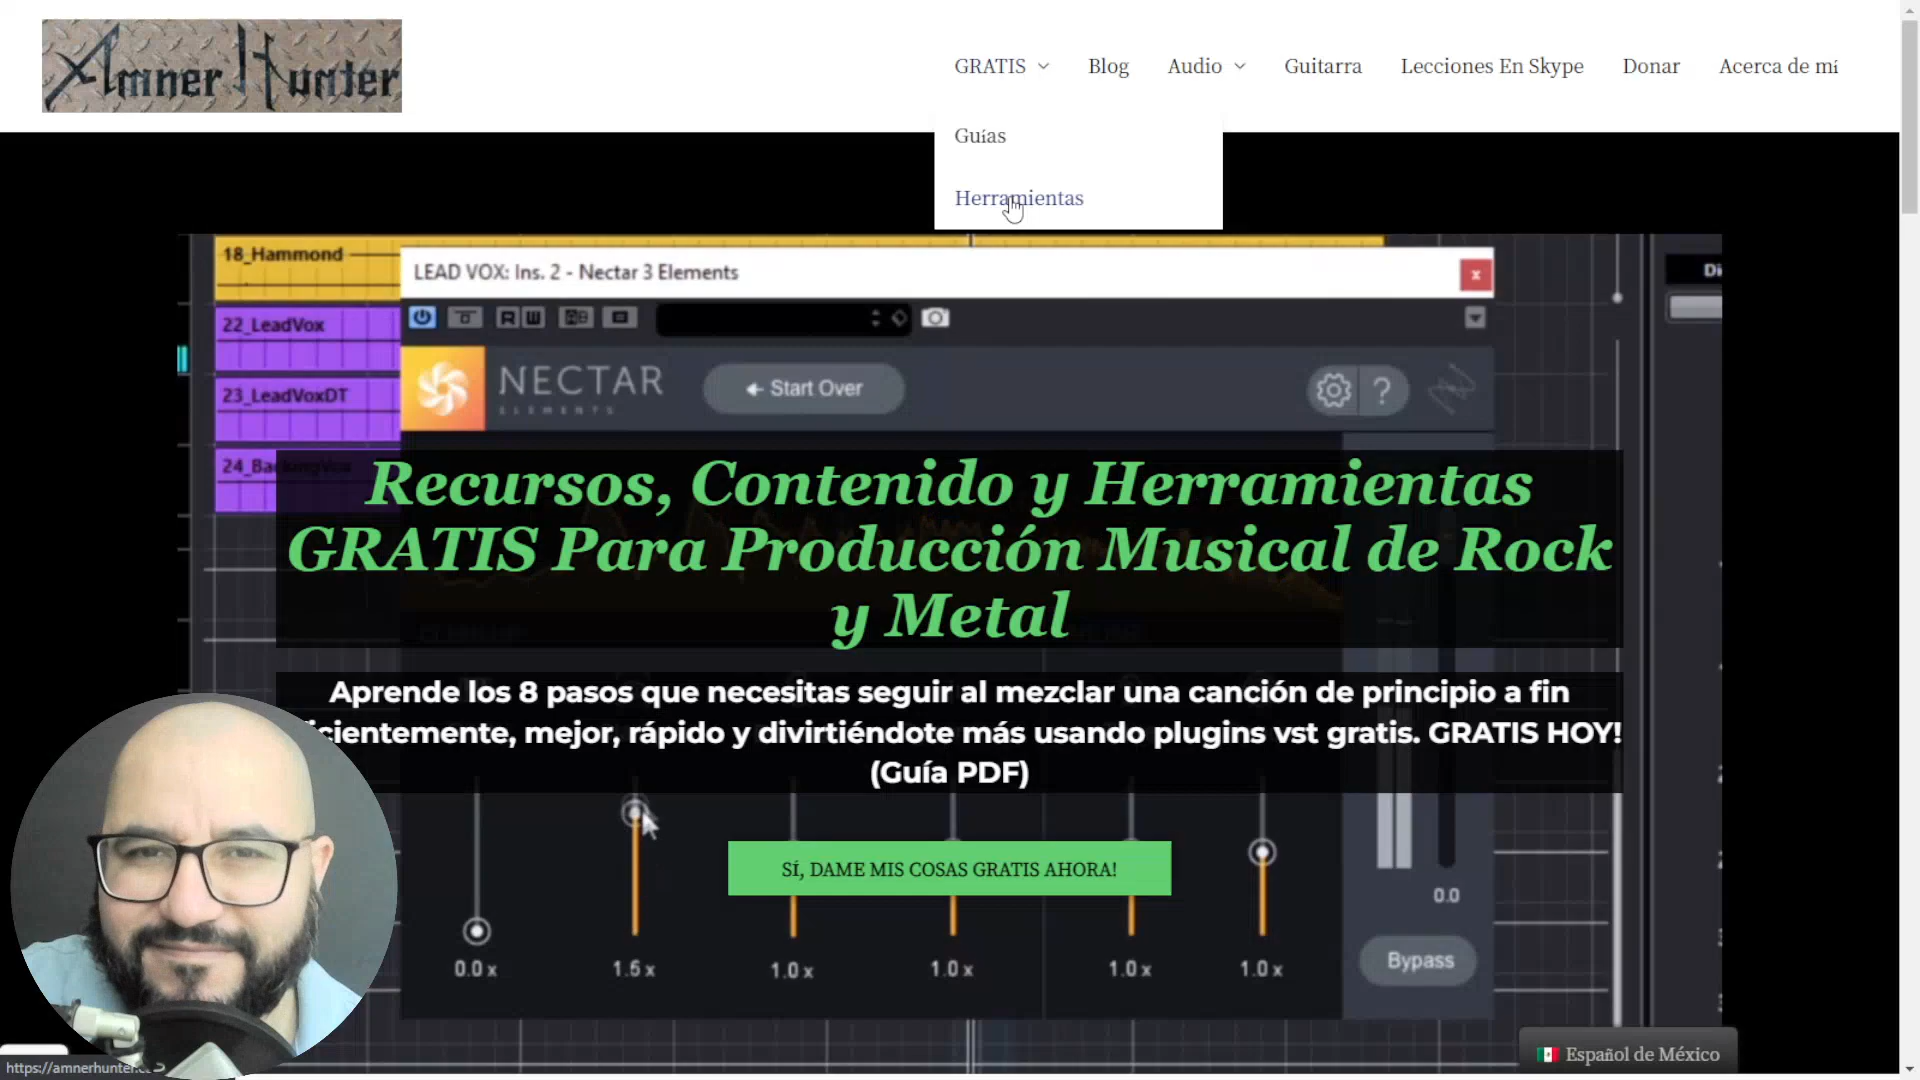 Amner Hunter
GRATIS Blog Audio Guitarra Lecciones En Skype Donar Acerca de mí
Guías
Herramientas
18_Hammond
LEAD VOX: Ins. 2 - Nectar 3 Elements
x
22_LeadVox
R W
23_LeadVoxDT
NECTAR
ELEMENTS
Start Over
?
Recursos, Contenido y Herramientas
GRATIS Para Producción Musical de Rock
y Metal
Aprende los 8 pasos que necesitas seguir al mezclar una canción de principio a fin
cientemente, mejor, rápido y divirtiéndote más usando plugins vst gratis. GRATIS HOY!
(Guía PDF)
SÍ, DAME MIS COSAS GRATIS AHORA!
0.0
0.0 x 1.5 x 1.0 x 1.0 x 1.0 x 1.0 x
Bypass
Español de México
https://amnerhunter.c